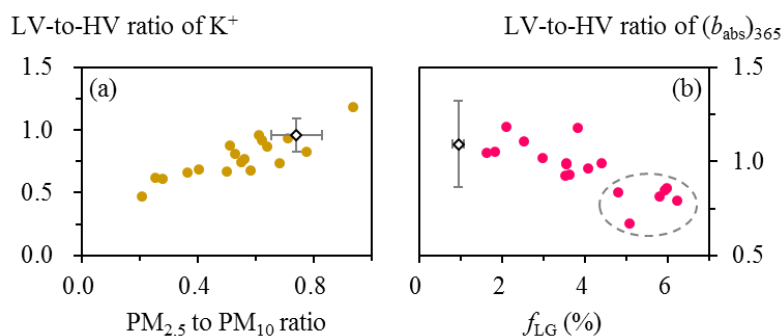 LV-to-HV ratio of K⁺
LV-to-HV ratio of (b_abs)₃₆₅
1.5
1.0
0.5
0.0
(a)
0.0 0.4 0.8
PM₂.₅ to PM₁₀ ratio
(b)
1.5
1.0
0.5
0 2 4 6
f_LG (%)